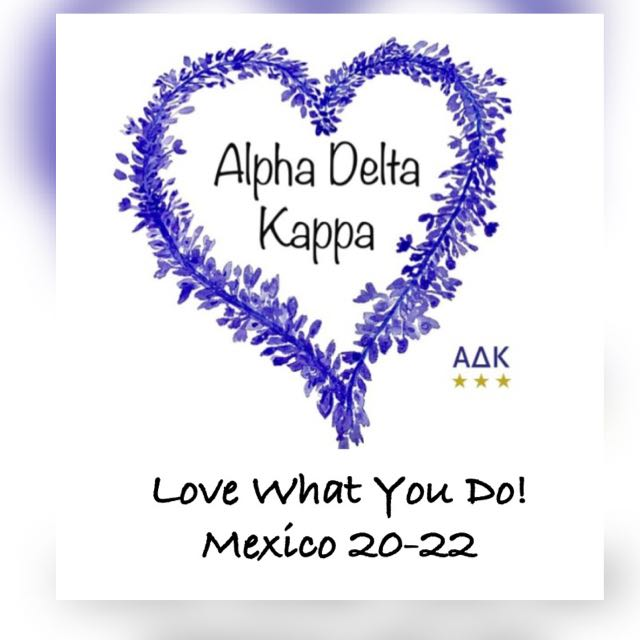 Alpha Delta
Kappa
ΑΔΚ
Love What You Do!
Mexico 20-22